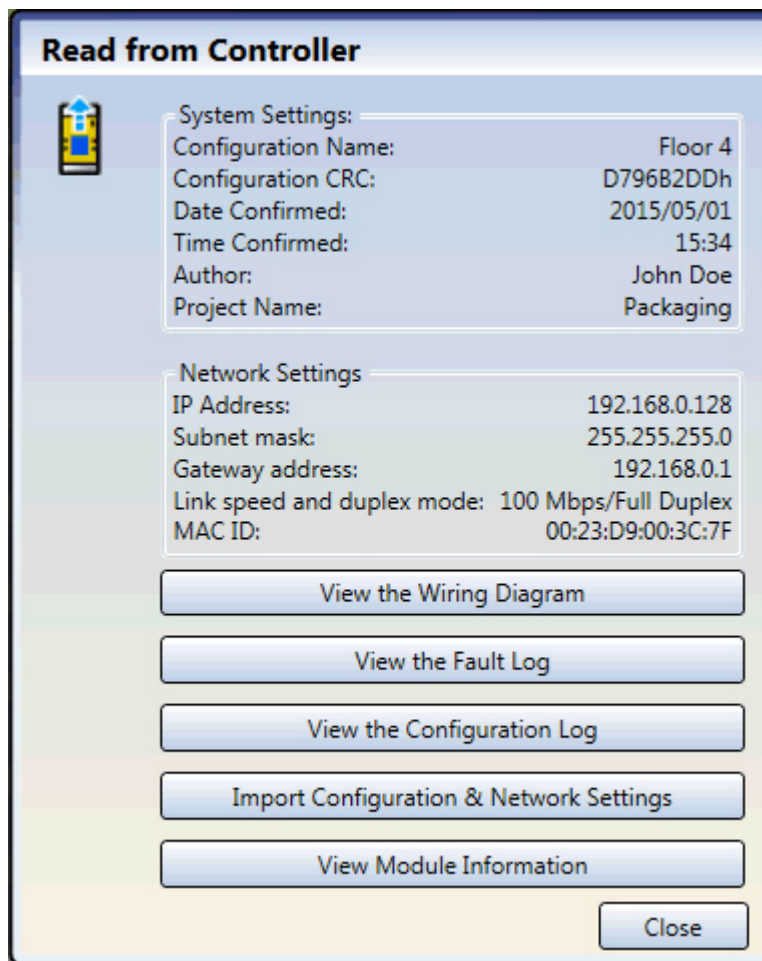 Read from Controller
System Settings:
Configuration Name: Floor 4
Configuration CRC: D796B2DDh
Date Confirmed: 2015/05/01
Time Confirmed: 15:34
Author: John Doe
Project Name: Packaging
Network Settings
IP Address: 192.168.0.128
Subnet mask: 255.255.255.0
Gateway address: 192.168.0.1
Link speed and duplex mode: 100 Mbps/Full Duplex
MAC ID: 00:23:D9:00:3C:7F
View the Wiring Diagram
View the Fault Log
View the Configuration Log
Import Configuration & Network Settings
View Module Information
Close